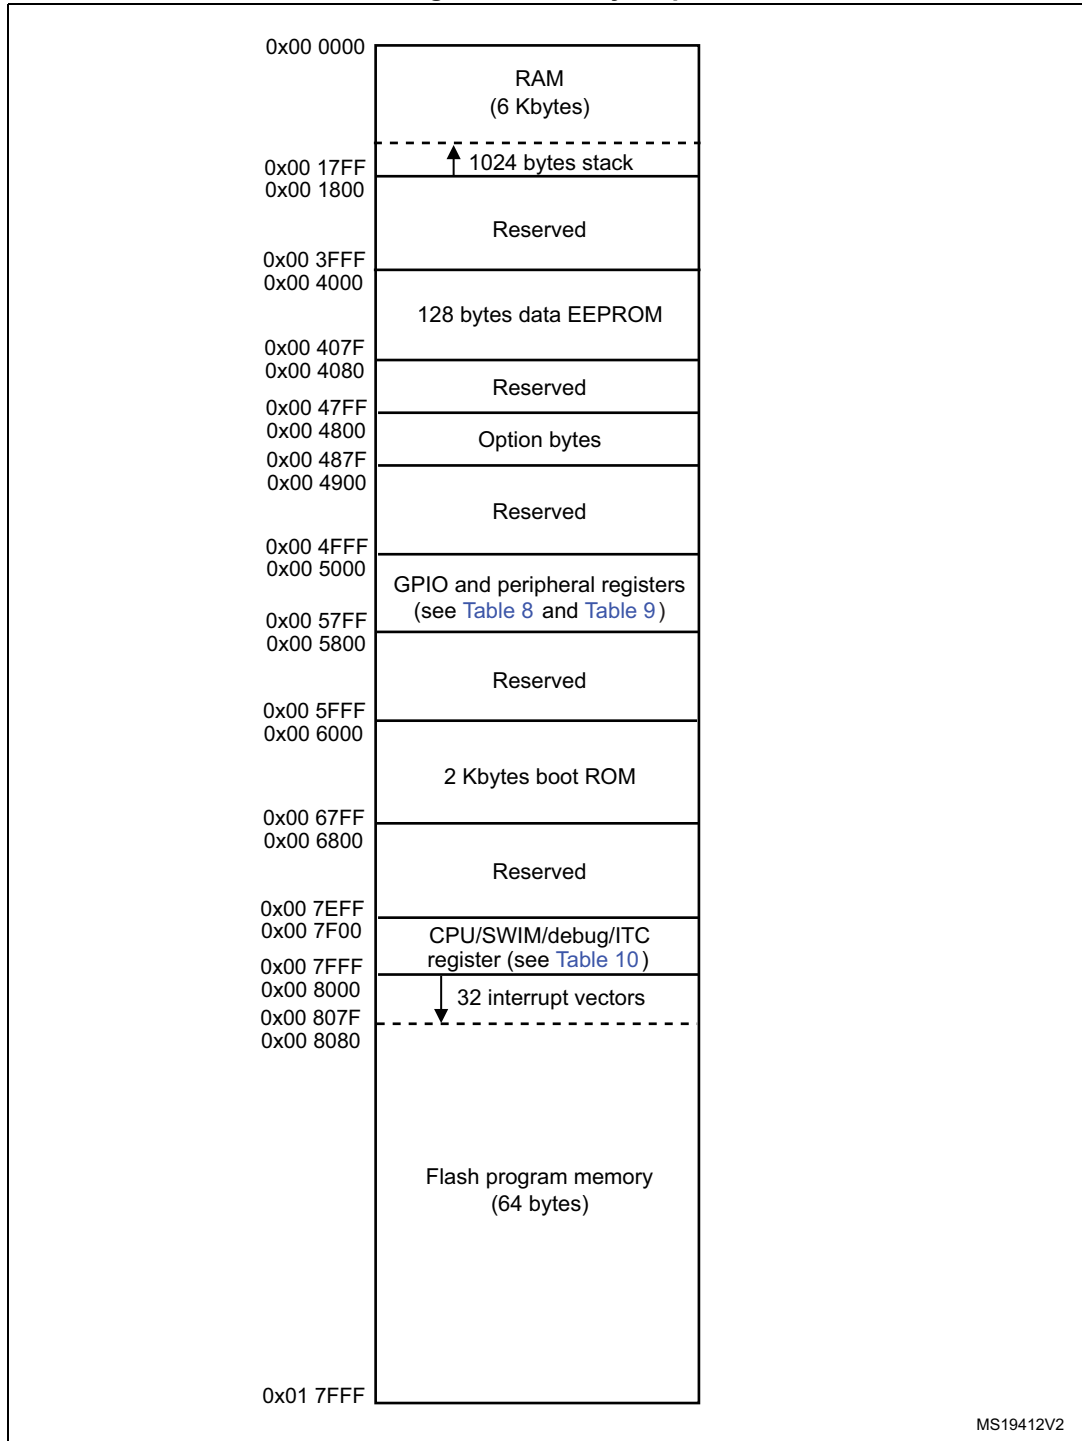 0x00 0000
RAM
(6 Kbytes)
1024 bytes stack
0x00 17FF
0x00 1800
Reserved
0x00 3FFF
0x00 4000
128 bytes data EEPROM
0x00 407F
0x00 4080
Reserved
0x00 47FF
0x00 4800
Option bytes
0x00 487F
0x00 4900
Reserved
0x00 4FFF
0x00 5000
GPIO and peripheral registers
(see Table 8 and Table 9)
0x00 57FF
0x00 5800
Reserved
0x00 5FFF
0x00 6000
2 Kbytes boot ROM
0x00 67FF
0x00 6800
Reserved
0x00 7EFF
0x00 7F00
CPU/SWIM/debug/ITC
register (see Table 10)
0x00 7FFF
0x00 8000
32 interrupt vectors
0x00 807F
0x00 8080
Flash program memory
(64 bytes)
0x01 7FFF
MS19412V2